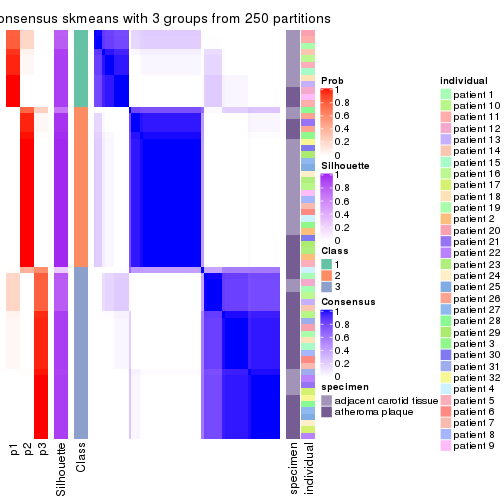 onsensus skmeans with 3 groups from 250 partitions
p1
p2
p3
Silhouette
Class
specimen
individual
Prob
1
0.8
0.6
0.4
0.2
0
Silhouette
1
0.8
0.6
0.4
0.2
0
Class
1
2
3
Consensus
1
0.8
0.6
0.4
0.2
0
specimen
adjacent carotid tissue
atheroma plaque
individual
patient 1
patient 10
patient 11
patient 12
patient 13
patient 14
patient 15
patient 16
patient 17
patient 18
patient 19
patient 2
patient 20
patient 21
patient 22
patient 23
patient 24
patient 25
patient 26
patient 27
patient 28
patient 29
patient 3
patient 30
patient 31
patient 32
patient 4
patient 5
patient 6
patient 7
patient 8
patient 9